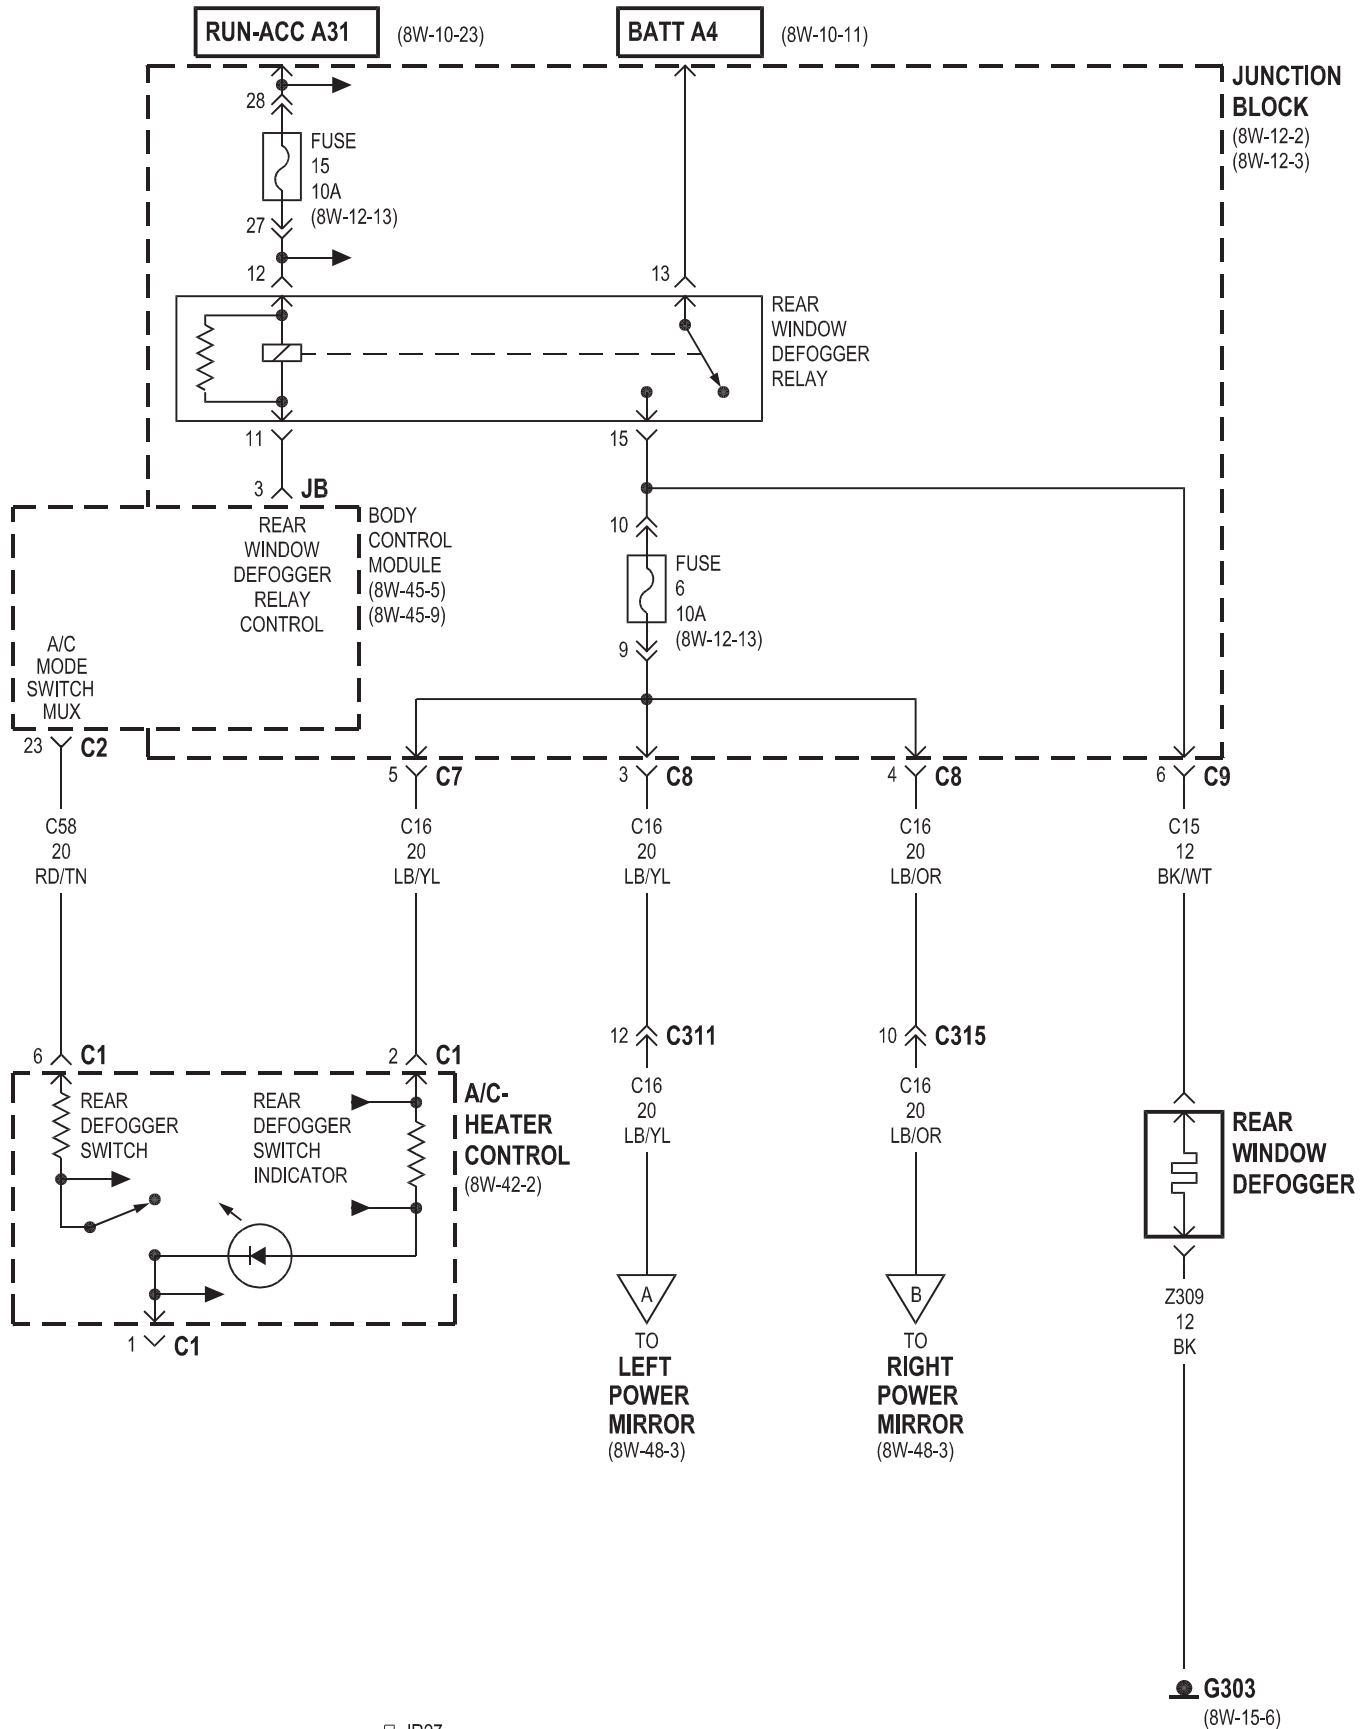 RUN-ACC A31
(8W-10-23)
BATT A4
(8W-10-11)
JUNCTION
BLOCK
(8W-12-2)
(8W-12-3)
28
FUSE
15
10A
(8W-12-13)
27
12
13
REAR
WINDOW
DEFOGGER
RELAY
11
15
3
JB
REAR
WINDOW
DEFOGGER
RELAY
CONTROL
BODY
CONTROL
MODULE
(8W-45-5)
(8W-45-9)
10
FUSE
6
10A
(8W-12-13)
9
A/C
MODE
SWITCH
MUX
23
C2
5
C7
3
C8
4
C8
6
C9
C58
20
RD/TN
C16
20
LB/YL
C16
20
LB/YL
C16
20
LB/OR
C15
12
BK/WT
12
C311
10
C315
6
C1
2
C1
C16
20
LB/YL
C16
20
LB/OR
REAR
DEFOGGER
SWITCH
REAR
DEFOGGER
SWITCH
INDICATOR
A/C-
HEATER
CONTROL
(8W-42-2)
REAR
WINDOW
DEFOGGER
1
C1
A
TO
LEFT
POWER
MIRROR
(8W-48-3)
B
TO
RIGHT
POWER
MIRROR
(8W-48-3)
Z309
12
BK
G303
(8W-15-6)